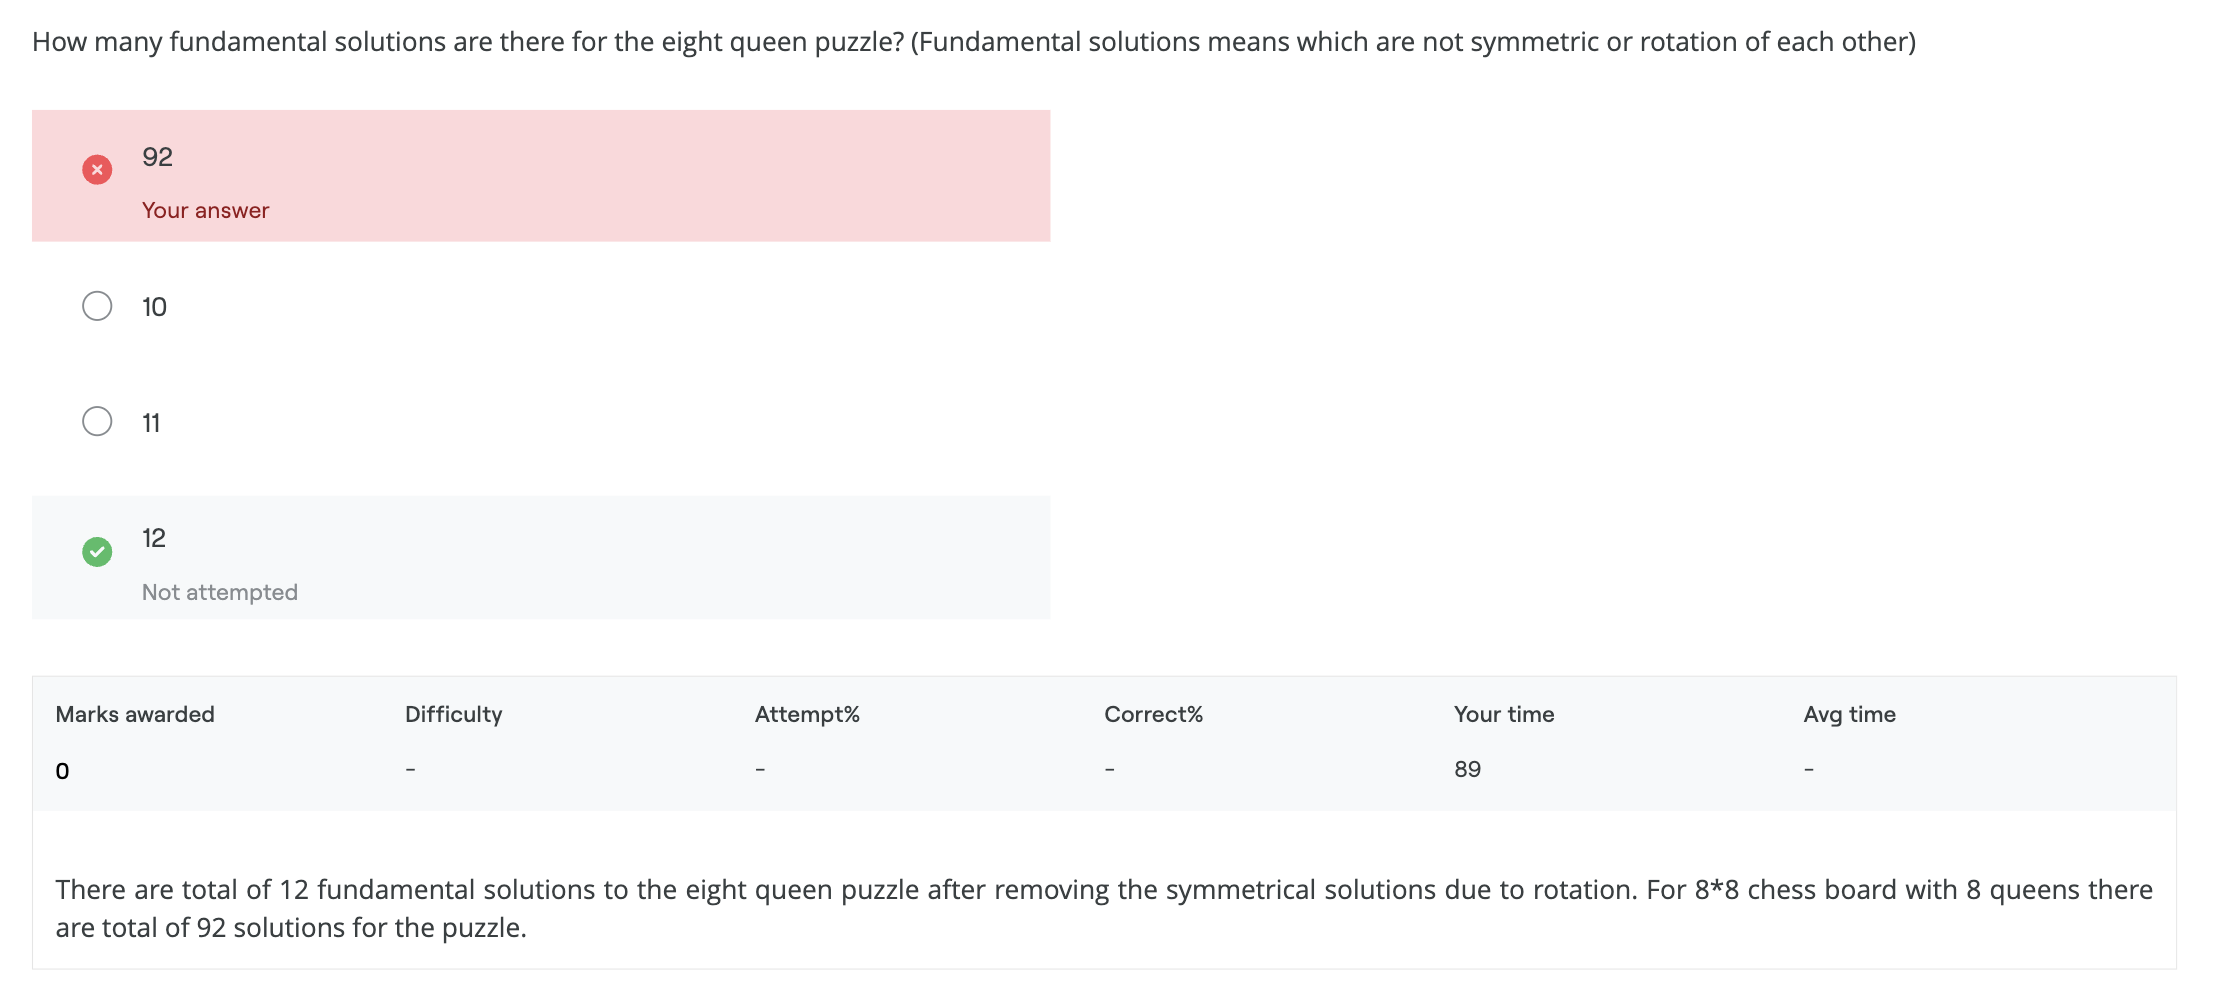 How many fundamental solutions are there for the eight queen puzzle? (Fundamental solutions means which are not symmetric or rotation of each other)
92
Your answer
10
11
12
Not attempted
Marks awarded Difficulty Attempt% Correct% Your time Avg time
0 - - - 89 -
There are total of 12 fundamental solutions to the eight queen puzzle after removing the symmetrical solutions due to rotation. For 8*8 chess board with 8 queens there
are total of 92 solutions for the puzzle.